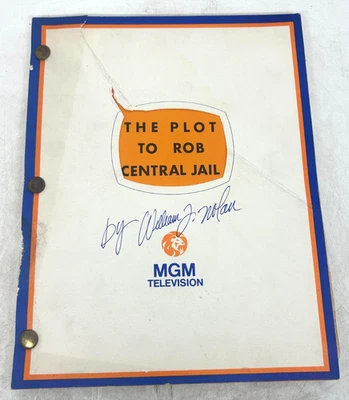 THE PLOT
TO ROB
CENTRAL JAIL
by William F. Nolan
MGM
TELEVISION